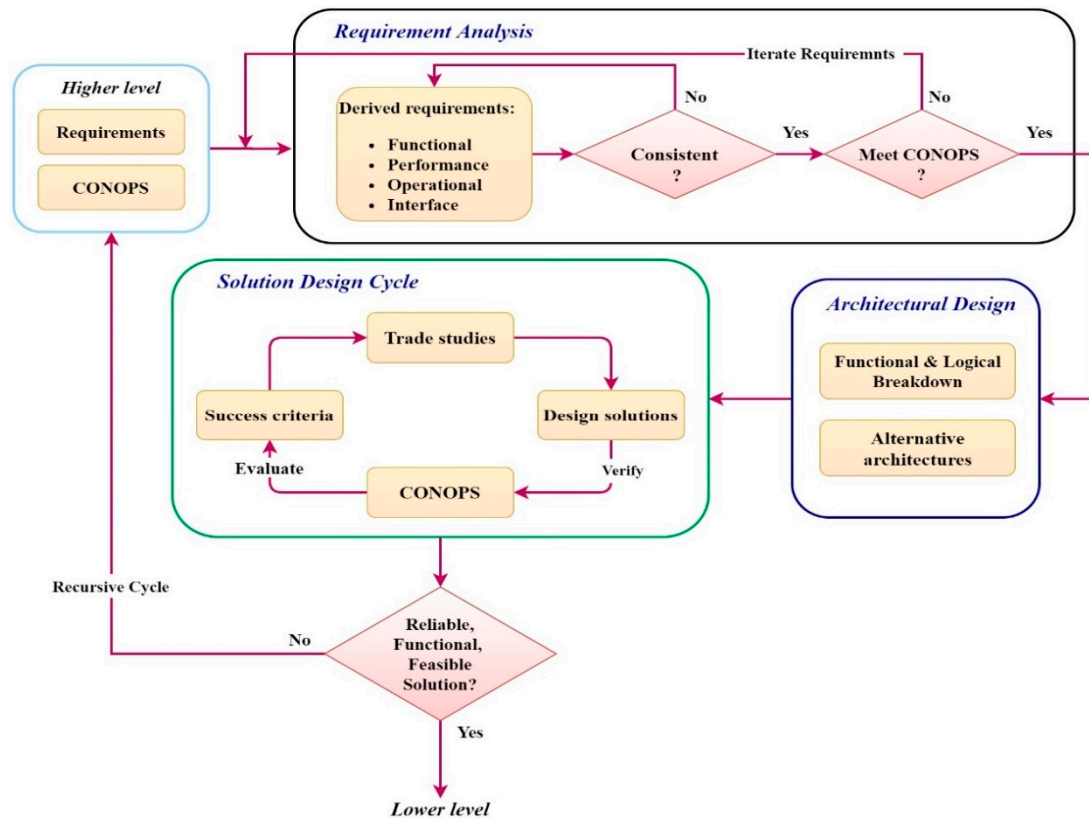 Requirement Analysis
Iterate Requiremnts
Higher level
Requirements
CONOPS
Derived requirements:
• Functional
• Performance
• Operational
• Interface
No
Consistent
?
Yes
No
Meet CONOPS
?
Yes
Solution Design Cycle
Trade studies
Success criteria
Design solutions
Evaluate
Verify
CONOPS
Architectural Design
Functional & Logical
Breakdown
Alternative
architectures
Recursive Cycle
No
Reliable,
Functional,
Feasible
Solution?
Yes
Lower level